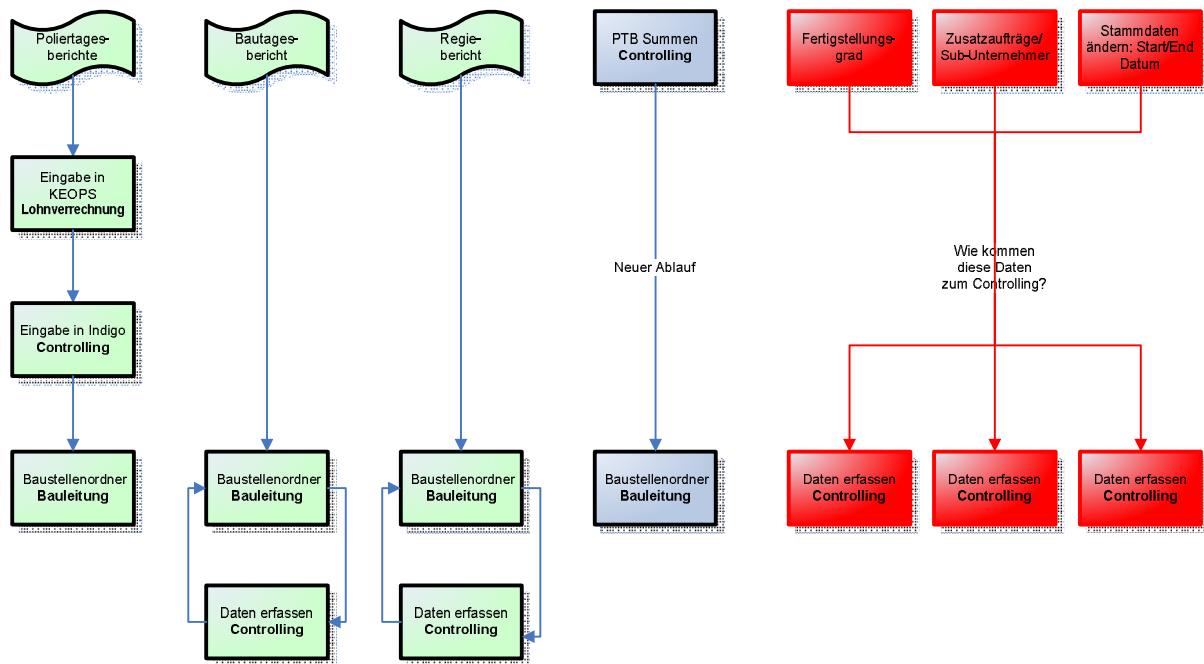 Poliertages-
berichte
Bautages-
bericht
Regie-
bericht
PTB Summen
Controlling
Fertigstellungs-
grad
Zusatzaufträge/
Sub-Unternehmer
Stammdaten
ändern; Start/End
Datum
Eingabe in
KEOPS
Lohnverrechnung
Neuer Ablauf
Wie kommen
diese Daten
zum Controlling?
Eingabe in Indigo
Controlling
Baustellenordner
Bauleitung
Baustellenordner
Bauleitung
Baustellenordner
Bauleitung
Baustellenordner
Bauleitung
Daten erfassen
Controlling
Daten erfassen
Controlling
Daten erfassen
Controlling
Daten erfassen
Controlling
Daten erfassen
Controlling